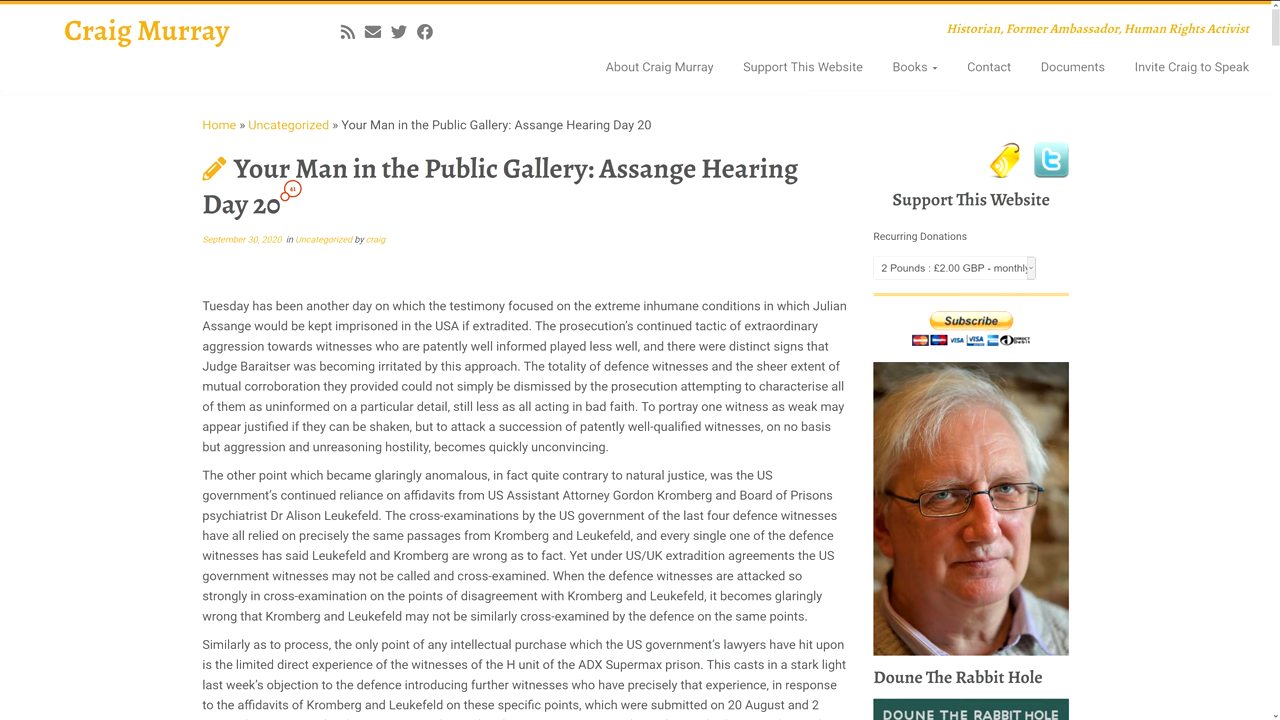 Craig Murray
Historian, Former Ambassador, Human Rights Activist
About Craig Murray
Support This Website
Books
Contact
Documents
Invite Craig to Speak
Home » Uncategorized » Your Man in the Public Gallery: Assange Hearing Day 20
Your Man in the Public Gallery: Assange Hearing
Day 20
41
September 30, 2020 in Uncategorized by craig
Tuesday has been another day on which the testimony focused on the extreme inhumane conditions in which Julian
Assange would be kept imprisoned in the USA if extradited. The prosecution's continued tactic of extraordinary
aggression towards witnesses who are patently well informed played less well, and there were distinct signs that
Judge Baraitser was becoming irritated by this approach. The totality of defence witnesses and the sheer extent of
mutual corroboration they provided could not simply be dismissed by the prosecution attempting to characterise all
of them as uninformed on a particular detail, still less as all acting in bad faith. To portray one witness as weak may
appear justified if they can be shaken, but to attack a succession of patently well-qualified witnesses, on no basis
but aggression and unreasoning hostility, becomes quickly unconvincing.
The other point which became glaringly anomalous, in fact quite contrary to natural justice, was the US
government's continued reliance on affidavits from US Assistant Attorney Gordon Kromberg and Board of Prisons
psychiatrist Dr Alison Leukefeld. The cross-examinations by the US government of the last four defence witnesses
have all relied on precisely the same passages from Kromberg and Leukefeld, and every single one of the defence
witnesses has said Leukefeld and Kromberg are wrong as to fact. Yet under US/UK extradition agreements the US
government witnesses may not be called and cross-examined. When the defence witnesses are attacked so
strongly in cross-examination on the points of disagreement with Kromberg and Leukefeld, it becomes glaringly
wrong that Kromberg and Leukefeld may not be similarly cross-examined by the defence on the same points.
Similarly as to process, the only point of any intellectual purchase which the US government's lawyers have hit upon
is the limited direct experience of the witnesses of the H unit of the ADX Supermax prison. This casts in a stark light
last week's objection to the defence introducing further witnesses who have precisely that experience, in response
to the affidavits of Kromberg and Leukefeld on these specific points, which were submitted on 20 August and 2
Support This Website
Recurring Donations
2 Pounds : £2.00 GBP - monthly
Subscribe
VISA
VISA
DIRECT Debit
Doune The Rabbit Hole
DOUNE THE RABBIT HOLE